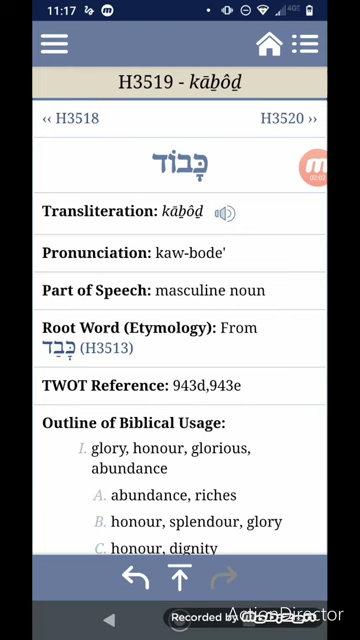 11:17
4G
H3519 - kāḇôḏ
‹‹ H3518 H3520 ››
כָּבוֹד
Transliteration: kāḇôḏ
Pronunciation: kaw-bode'
Part of Speech: masculine noun
Root Word (Etymology): From
כָּבַד (H3513)
TWOT Reference: 943d,943e
Outline of Biblical Usage:
I. glory, honour, glorious,
abundance
A. abundance, riches
B. honour, splendour, glory
C. honour, dignity
Recorded by
ActionDirector